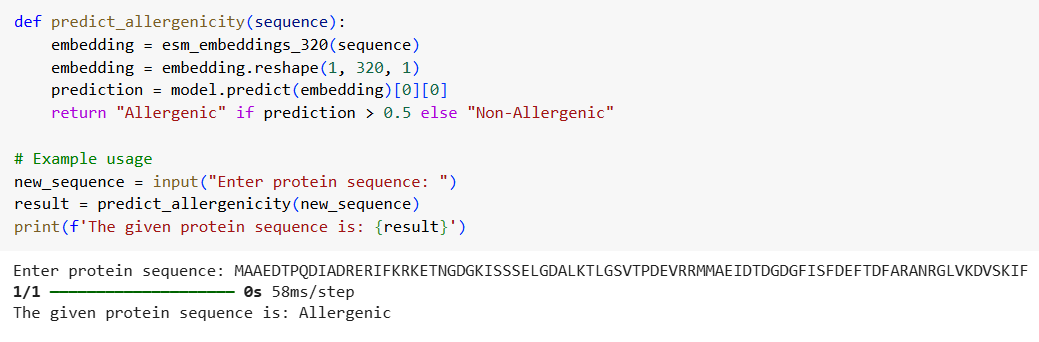 def predict_allergenicity(sequence):
    embedding = esm_embeddings_320(sequence)
    embedding = embedding.reshape(1, 320, 1)
    prediction = model.predict(embedding)[0][0]
    return "Allergenic" if prediction > 0.5 else "Non-Allergenic"

# Example usage
new_sequence = input("Enter protein sequence: ")
result = predict_allergenicity(new_sequence)
print(f'The given protein sequence is: {result}')
Enter protein sequence: MAAEDTPQDIADRERIFKRKETNGDGKISSSELGDALKTLGSVTPDEVRRMMAEIDTDGDGFISFDEFTDFARANRGLVKDVSKIF
1/1 ━━━━━━━━━━━━━━━━━━━━ 0s 58ms/step
The given protein sequence is: Allergenic